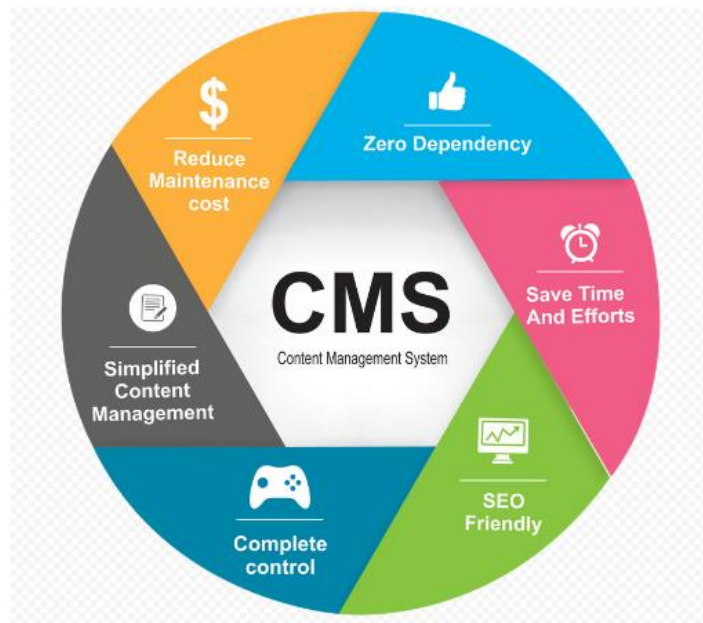 $
Reduce
Maintenance
cost
Zero Dependency
Save Time
And Efforts
SEO
Friendly
Complete
control
Simplified
Content
Management
CMS
Content Management System